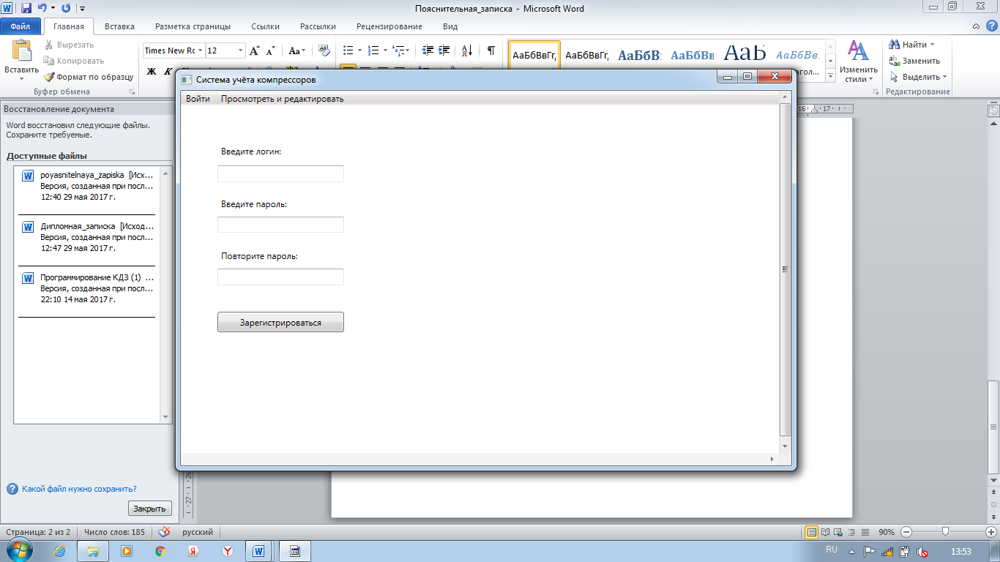 Пояснительная_записка - Microsoft Word
Файл Главная Вставка Разметка страницы Ссылки Рассылки Рецензирование Вид
Вставить
Вырезать
Копировать
Формат по образцу
Буфер обмена
Times New Ro 12
Aa
Ж К
АаБбВвГг, АаБбВвГг, АаБбВ АаБбВв АаБ АаБбВв
Изменить стили
Найти
Заменить
Выделить
Редактирование
Восстановление документа
Word восстановил следующие файлы.
Сохраните требуемые.
Доступные файлы
poyasnitelnaya_zapiska [Исх...
Версия, созданная при посл...
12:40 29 мая 2017 г.
Дипломная_записка [Исход...
Версия, созданная при посл...
12:47 29 мая 2017 г.
Программирование КДЗ (1) ...
Версия, созданная при посл...
22:10 14 мая 2017 г.
Какой файл нужно сохранить?
Закрыть
Система учёта компрессоров
Войти Просмотреть и редактировать
Введите логин:
Введите пароль:
Повторите пароль:
Зарегистрироваться
16 17
26
27
Страница: 2 из 2 Число слов: 185 русский 90%
RU 13:53